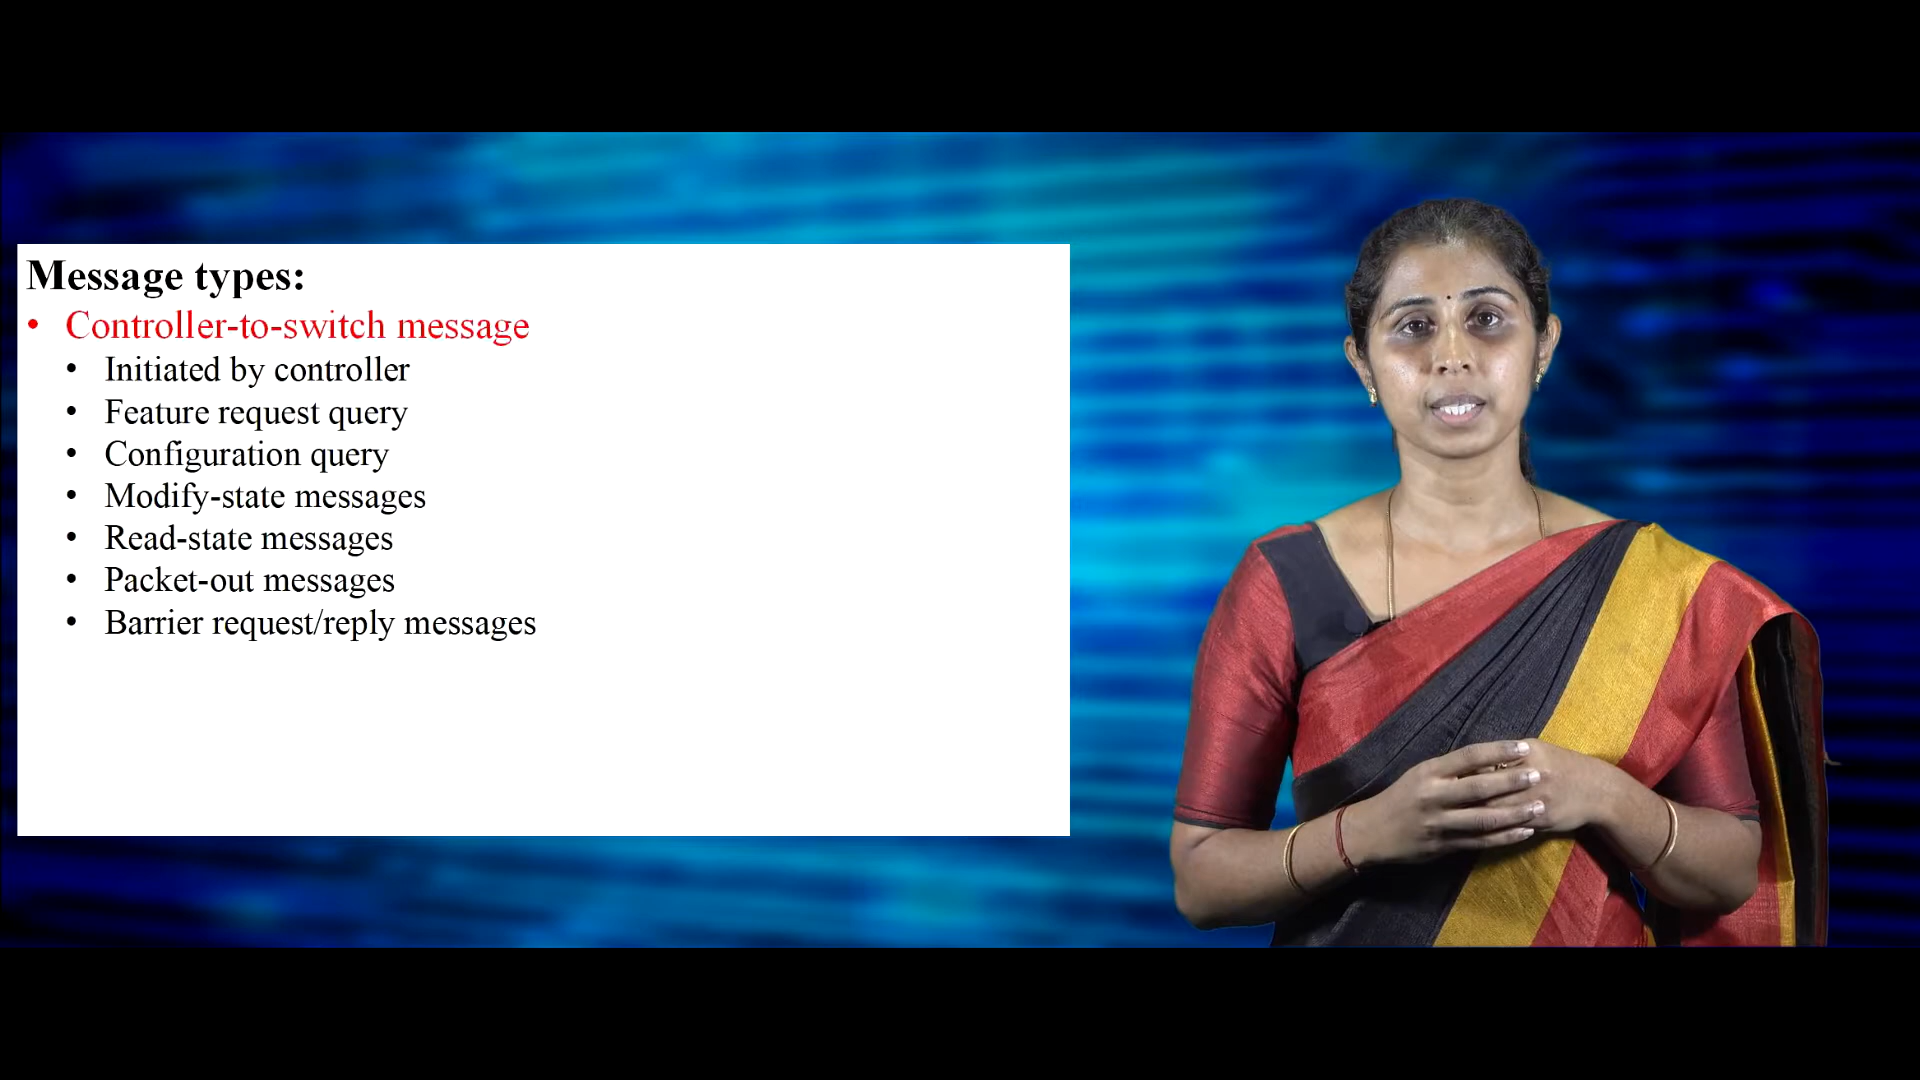 Message types:
• Controller-to-switch message
• Initiated by controller
• Feature request query
• Configuration query
• Modify-state messages
• Read-state messages
• Packet-out messages
• Barrier request/reply messages